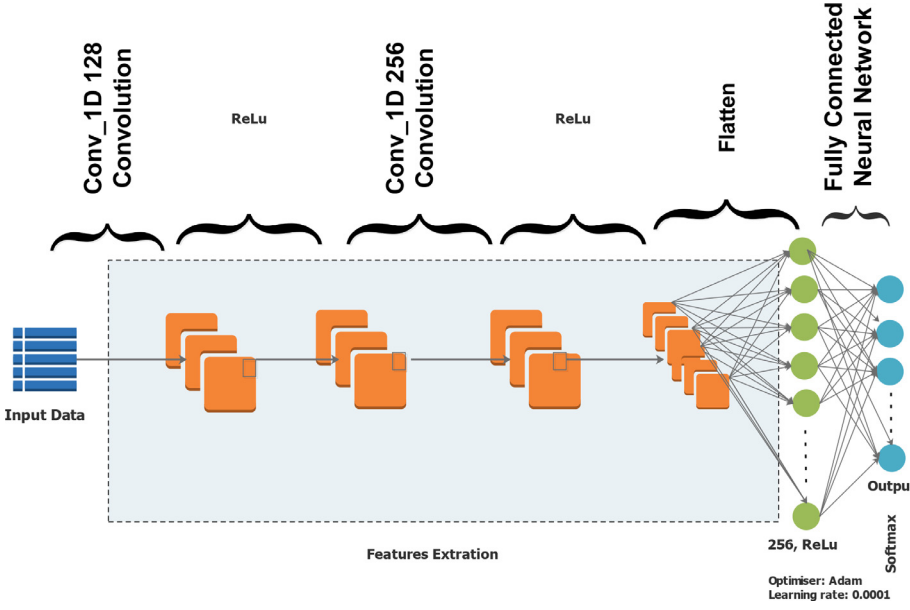 Conv_1D 128
Convolution
ReLu
Conv_1D 256
Convolution
ReLu
Flatten
Fully Connected
Neural Network
Input Data
Outpu
256, ReLu
Softmax
Features Extration
Optimiser: Adam
Learning rate: 0.0001